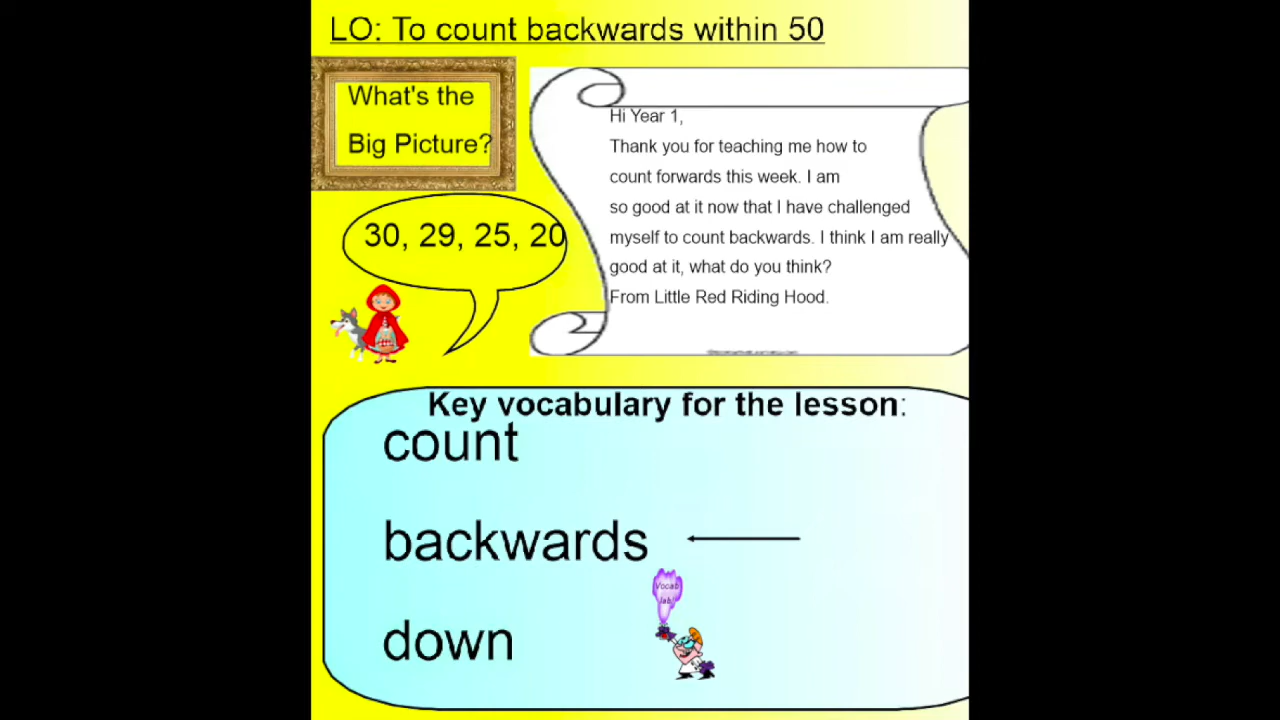 LO: To count backwards within 50
What's the
Big Picture?
Hi Year 1,
Thank you for teaching me how to
count forwards this week. I am
so good at it now that I have challenged
myself to count backwards. I think I am really
good at it, what do you think?
From Little Red Riding Hood.
30, 29, 25, 20
Key vocabulary for the lesson:
count
backwards
down
Vocab
lab!